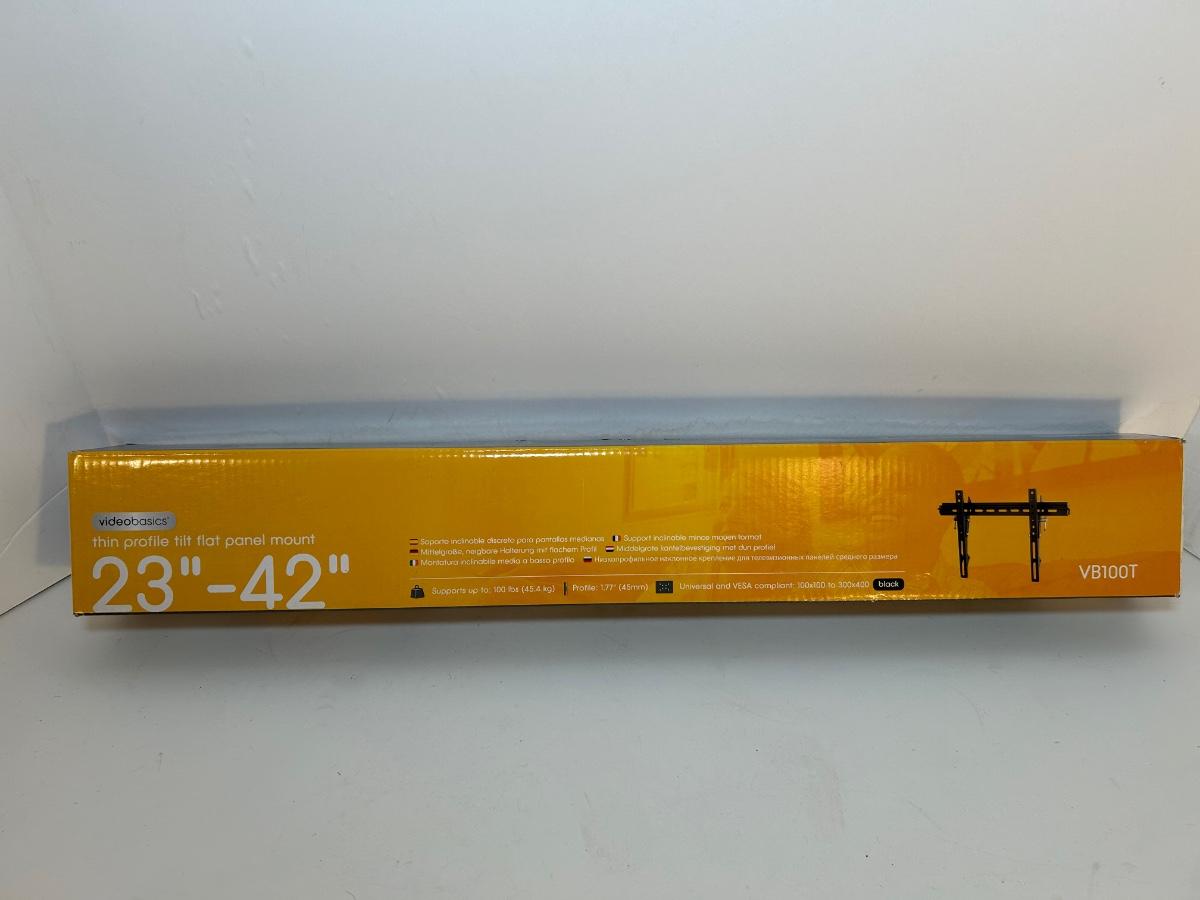 videobasics
thin profile tilt flat panel mount
23"-42"
Soporte inclinable discreto para pantallas medianas
Support inclinable mince moyen format
Mittelgroße, neigbare Halterung mit flachem Profil
Middelgrote kantelbevestiging met dun profiel
Montatura inclinabile media a basso profilo
Низкопрофильное наклонное крепление для телевизионных панелей среднего размера
Supports up to: 100 lbs (45.4 kg)
Profile: 1.77" (45mm)
Universal and VESA compliant: 100x100 to 300x400
black
VB100T